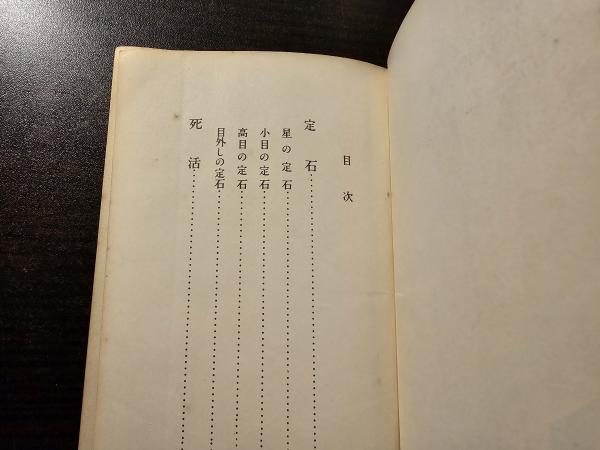 目次
定石
星の定石
小目の定石
高目の定石
目外しの定石
死活